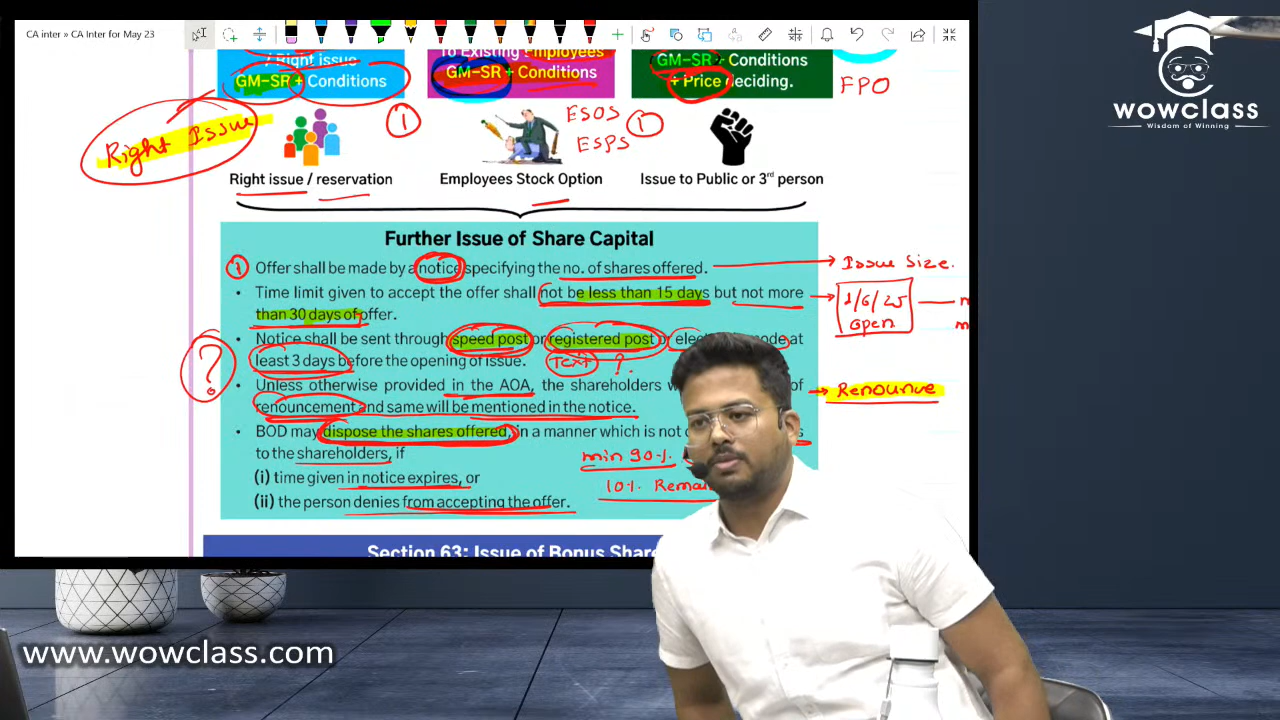 CA inter » CA Inter for May 23
/ Right issue
GM-SR + Conditions
To Existing Employees
GM-SR + Conditions
GM-SR + Conditions
+ Price deciding.
FPO
wowclass
Wisdom of Winning
Right Issue
1
ESOS
ESPS
1
Right issue / reservation
Employees Stock Option
Issue to Public or 3rd person
Further Issue of Share Capital
1 Offer shall be made by a notice specifying the no. of shares offered.
Issue Size.
• Time limit given to accept the offer shall not be less than 15 days but not more
than 30 days of offer.
1/6/25
open
• Notice shall be sent through speed post or registered post or mode at
least 3 days before the opening of issue.
Text ?
?
• Unless otherwise provided in the AOA, the shareholders of
renouncement and same will be mentioned in the notice.
Renounce
• BOD may dispose the shares offered, in a manner which is not
to the shareholders, if
min 90%
(i) time given in notice expires, or
10%
(ii) the person denies from accepting the offer.
Section 63: Issue of Bonus
www.wowclass.com